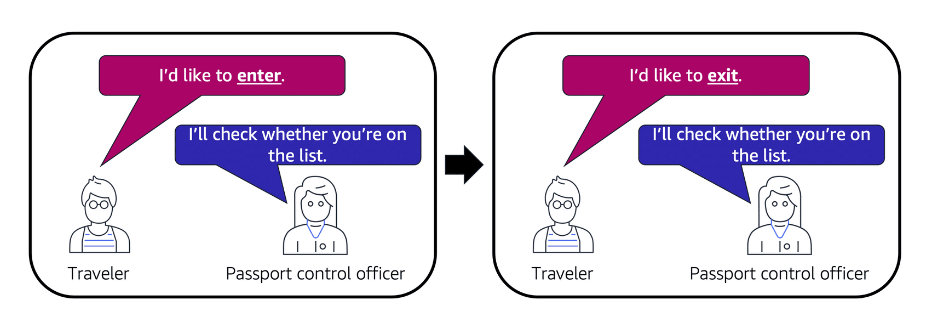 I'd like to enter.
I'll check whether you're on
the list.
Traveler
Passport control officer
I'd like to exit.
I'll check whether you're on
the list.
Traveler
Passport control officer